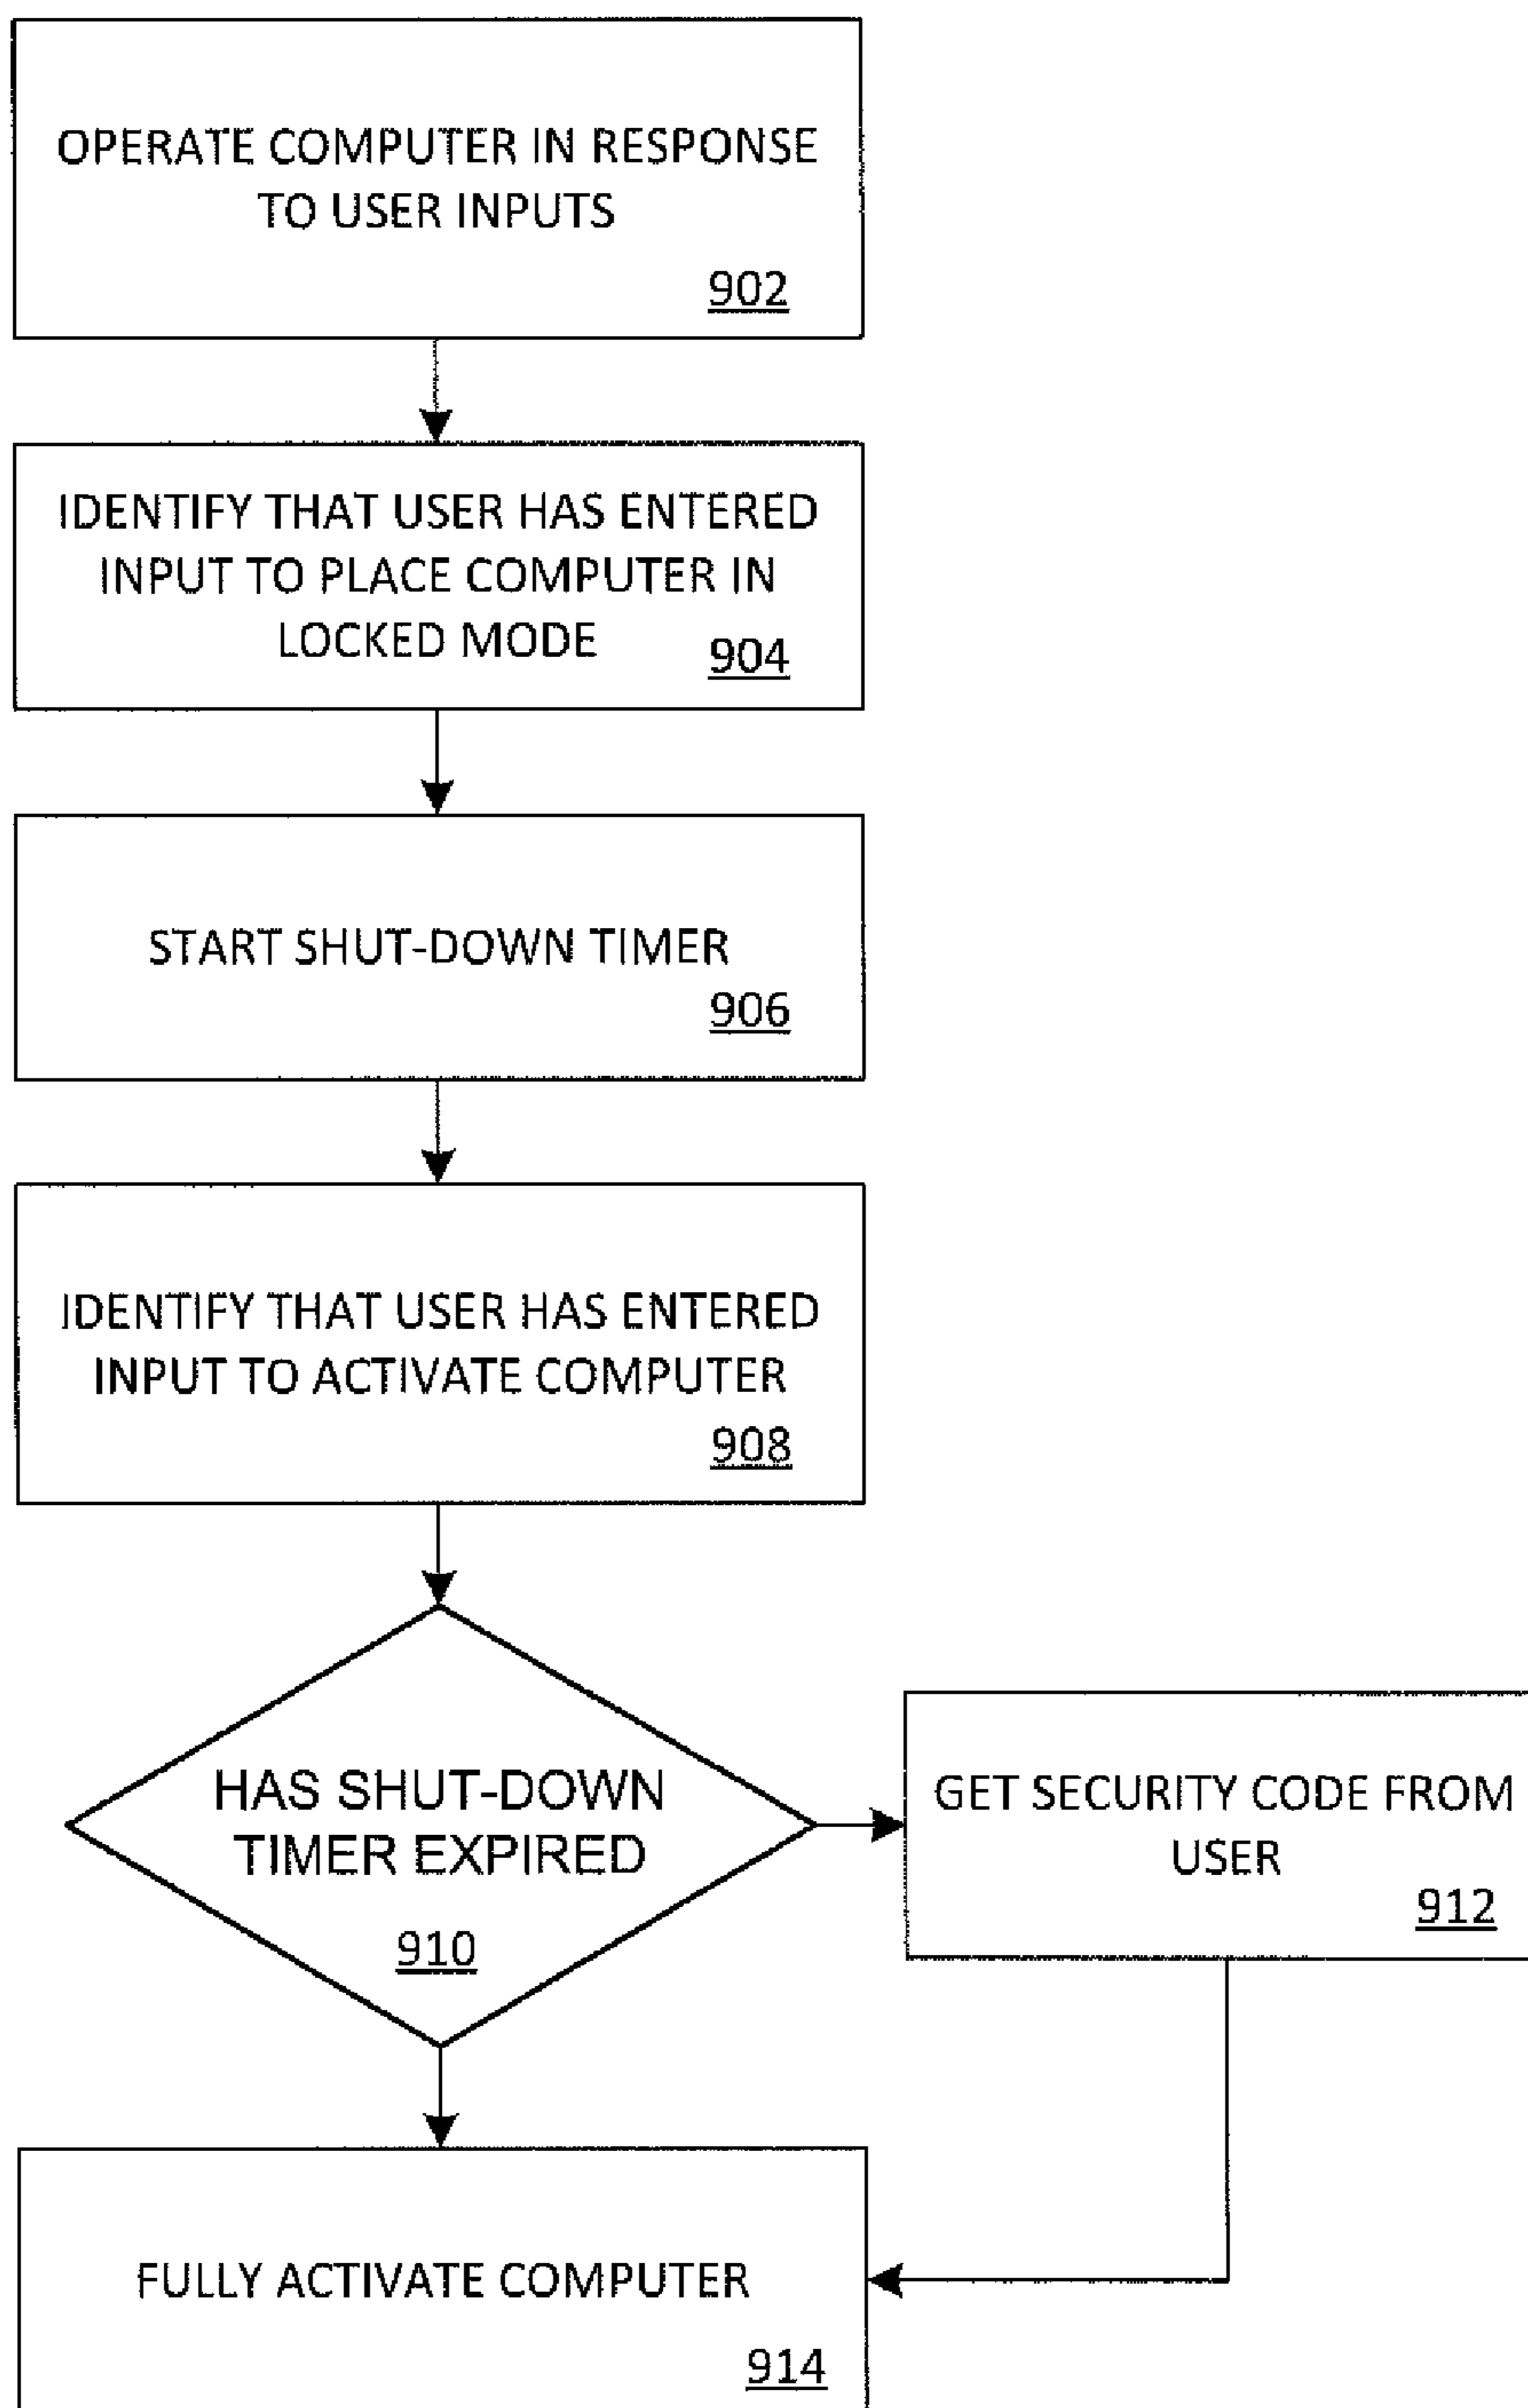 OPERATE COMPUTER IN RESPONSE
TO USER INPUTS
902
IDENTIFY THAT USER HAS ENTERED
INPUT TO PLACE COMPUTER IN
LOCKED MODE
904
START SHUT-DOWN TIMER
906
IDENTIFY THAT USER HAS ENTERED
INPUT TO ACTIVATE COMPUTER
908
HAS SHUT-DOWN
TIMER EXPIRED
910
GET SECURITY CODE FROM
USER
912
FULLY ACTIVATE COMPUTER
914